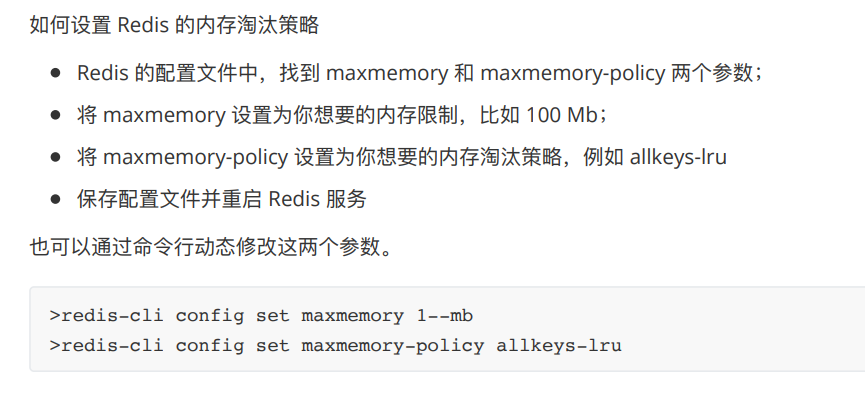 如何设置 Redis 的内存淘汰策略
● Redis 的配置文件中，找到 maxmemory 和 maxmemory-policy 两个参数；
● 将 maxmemory 设置为你想要的内存限制，比如 100 Mb；
● 将 maxmemory-policy 设置为你想要的内存淘汰策略，例如 allkeys-lru
● 保存配置文件并重启 Redis 服务
也可以通过命令行动态修改这两个参数。
>redis-cli config set maxmemory 1--mb
>redis-cli config set maxmemory-policy allkeys-lru